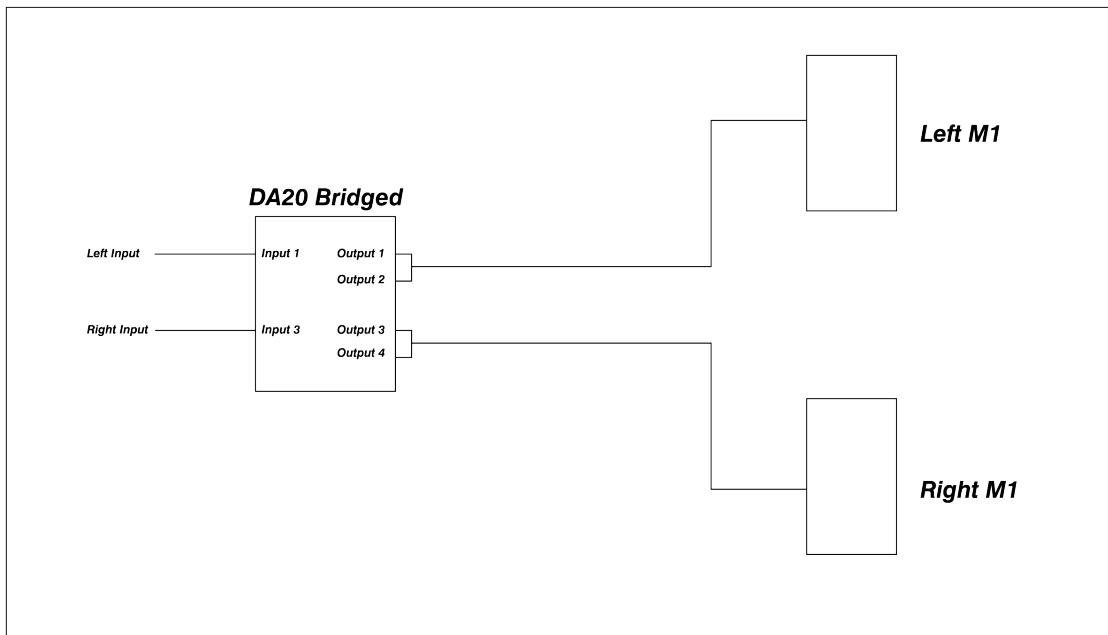 Left M1
DA20 Bridged
Left Input
Input 1
Output 1
Output 2
Right Input
Input 3
Output 3
Output 4
Right M1